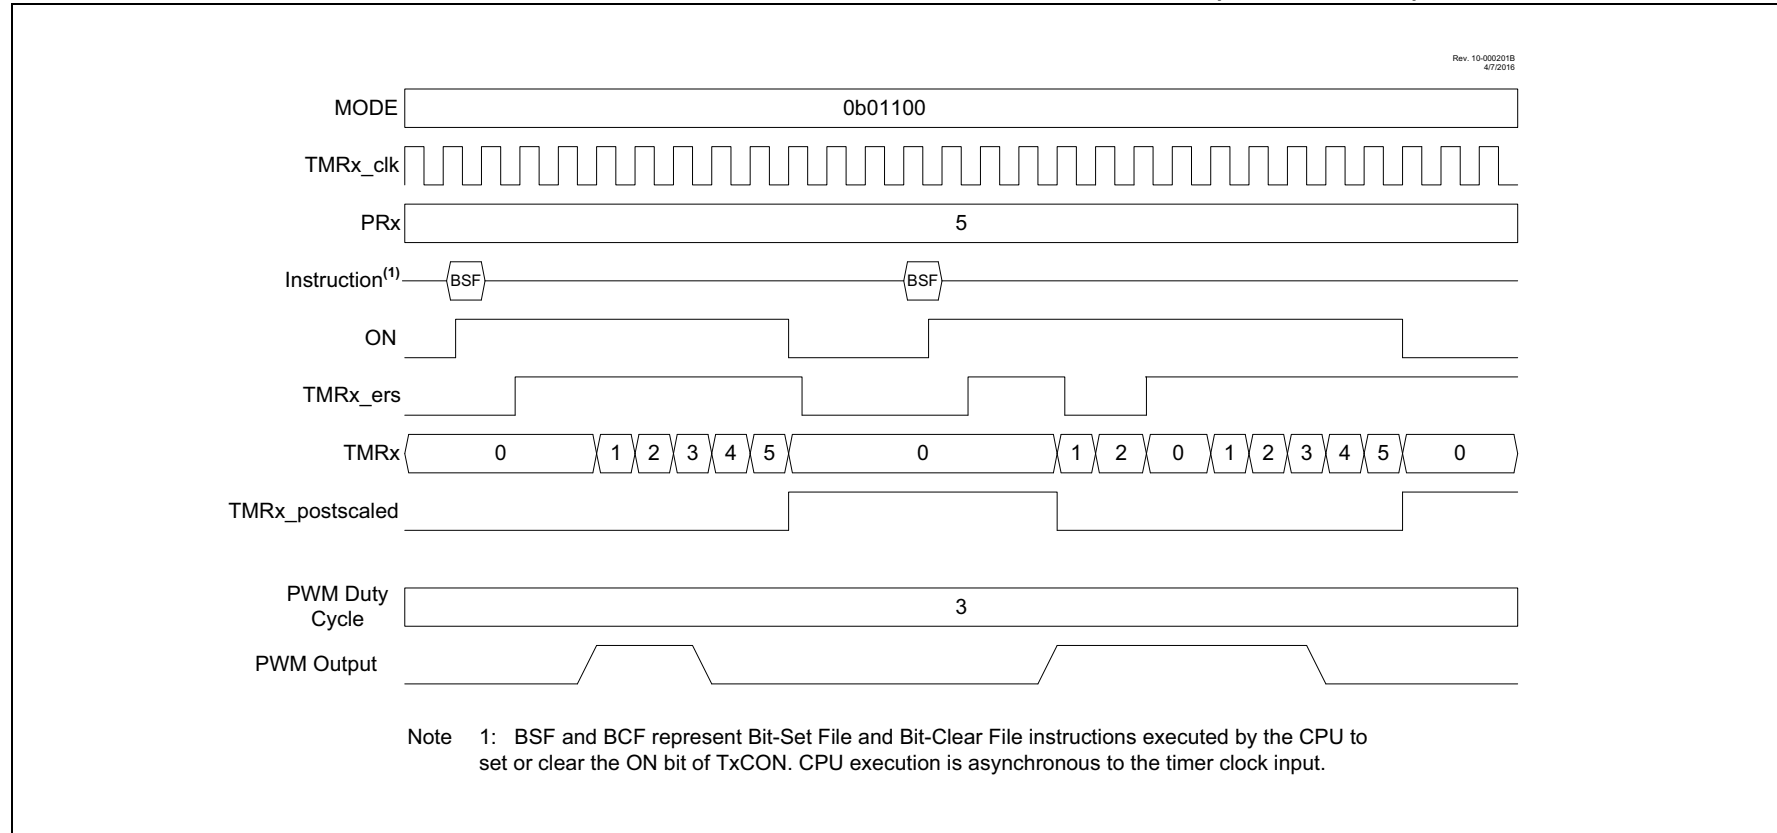 Rev. 10-000201B
4/7/2016
MODE 0b01100
TMRx_clk
PRx 5
Instruction(1) BSF BSF
ON
TMRx_ers
TMRx 0 1 2 3 4 5 0 1 2 0 1 2 3 4 5 0
TMRx_postscaled
PWM Duty
Cycle 3
PWM Output
Note 1: BSF and BCF represent Bit-Set File and Bit-Clear File instructions executed by the CPU to
set or clear the ON bit of TxCON. CPU execution is asynchronous to the timer clock input.